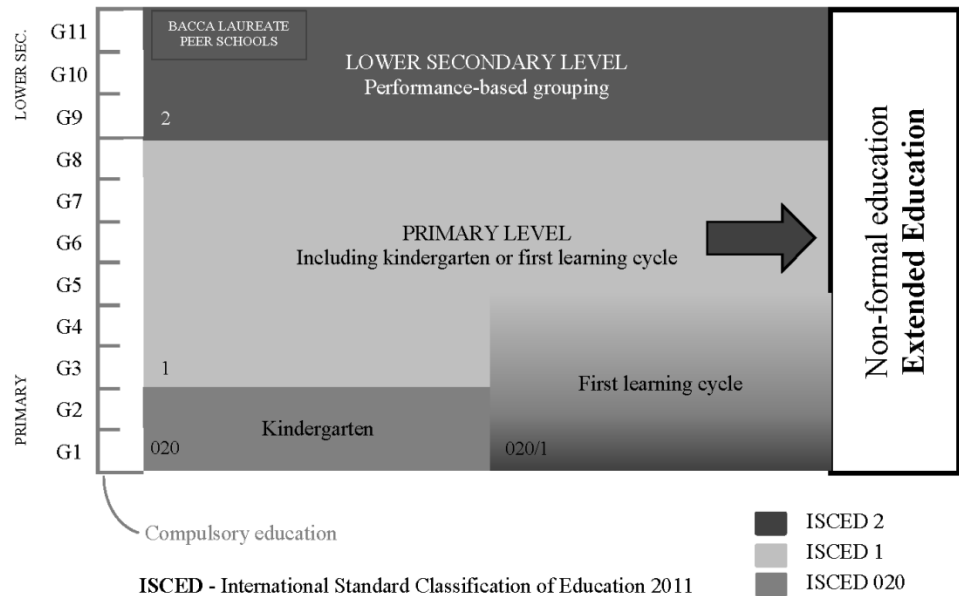 LOWER SEC.
PRIMARY
G11
G10
G9
G8
G7
G6
G5
G4
G3
G2
G1
BACCA LAUREATE
PEER SCHOOLS
LOWER SECONDARY LEVEL
Performance-based grouping
2
PRIMARY LEVEL
Including kindergarten or first learning cycle
1
Kindergarten
020
First learning cycle
020/1
Non-formal education
Extended Education
Compulsory education
ISCED 2
ISCED 1
ISCED 020
ISCED - International Standard Classification of Education 2011